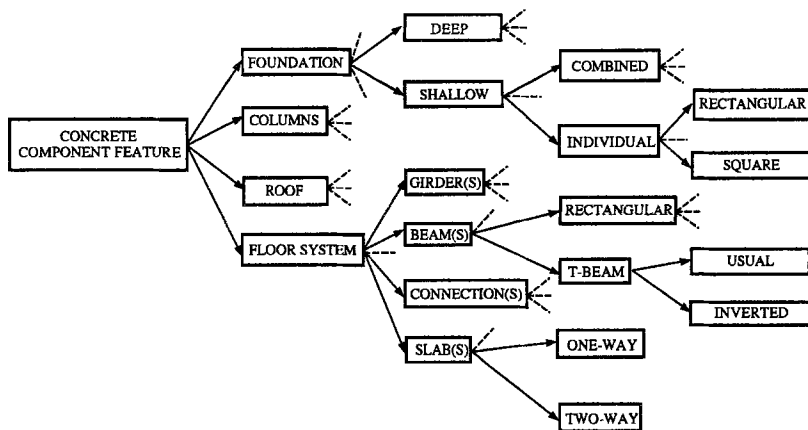 DEEP
FOUNDATION
COMBINED
SHALLOW
RECTANGULAR
COLUMNS
CONCRETE
COMPONENT FEATURE
INDIVIDUAL
SQUARE
ROOF
GIRDER(S)
RECTANGULAR
BEAM(S)
FLOOR SYSTEM
USUAL
T-BEAM
CONNECTION(S)
INVERTED
SLAB(S)
ONE-WAY
TWO-WAY